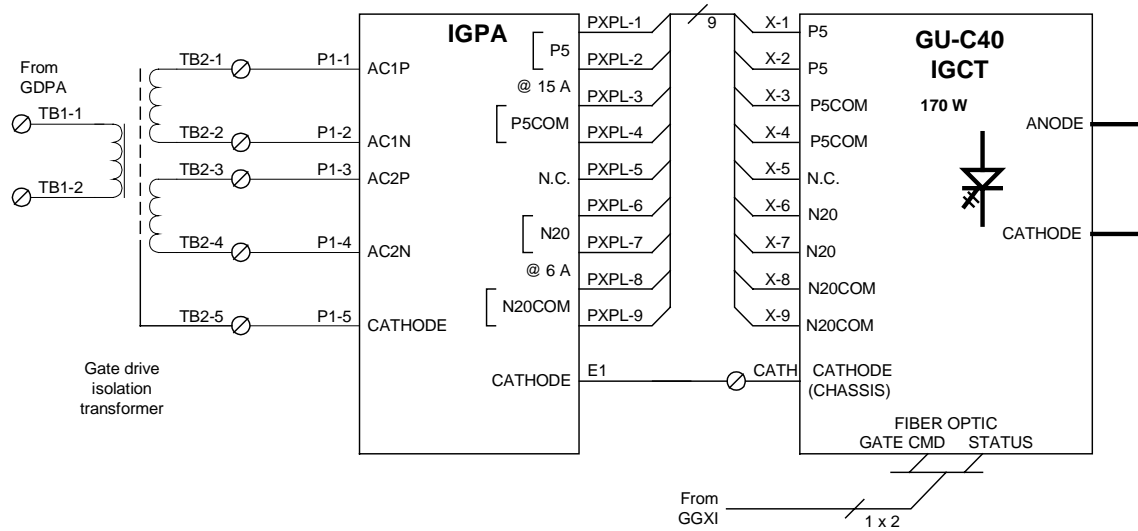 From
GDPA
TB1-1
TB1-2
TB2-1
TB2-2
TB2-3
TB2-4
TB2-5
Gate drive
isolation
transformer
P1-1
P1-2
P1-3
P1-4
P1-5
IGPA
AC1P
AC1N
AC2P
AC2N
CATHODE
P5
@ 15 A
P5COM
N.C.
N20
@ 6 A
N20COM
CATHODE
PXPL-1
PXPL-2
PXPL-3
PXPL-4
PXPL-5
PXPL-6
PXPL-7
PXPL-8
PXPL-9
E1
9
X-1
X-2
X-3
X-4
X-5
X-6
X-7
X-8
X-9
CATH
P5
P5
P5COM
P5COM
N.C.
N20
N20
N20COM
N20COM
CATHODE
(CHASSIS)
GU-C40
IGCT
170 W
ANODE
CATHODE
FIBER OPTIC
GATE CMD STATUS
From
GGXI
1 x 2